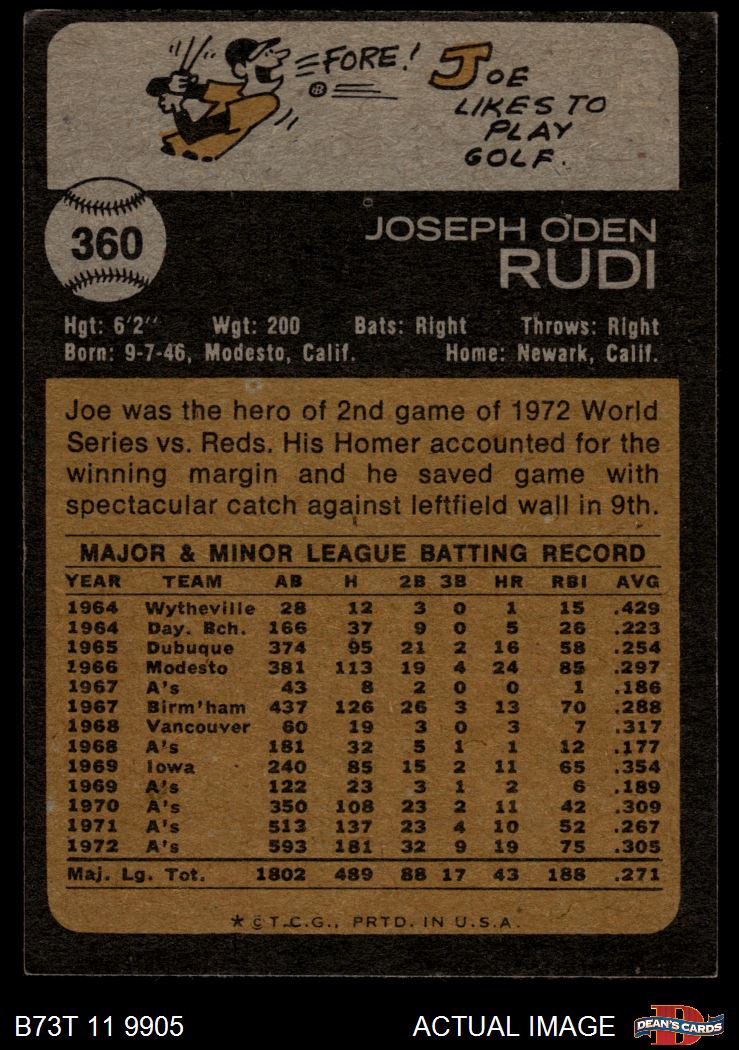 FORE!
JOE
LIKES TO
PLAY
GOLF.
360
JOSEPH ODEN
RUDI
Hgt: 6'2" Wgt: 200 Bats: Right Throws: Right
Born: 9-7-46, Modesto, Calif. Home: Newark, Calif.
Joe was the hero of 2nd game of 1972 World
Series vs. Reds. His Homer accounted for the
winning margin and he saved game with
spectacular catch against leftfield wall in 9th.
MAJOR & MINOR LEAGUE BATTING RECORD
YEAR TEAM AB H 2B 3B HR RBI AVG
1964 Wytheville 28 12 3 0 1 15 .429
1964 Day. Bch. 166 37 9 0 5 26 .223
1965 Dubuque 374 95 21 2 16 58 .254
1966 Modesto 381 113 19 4 24 85 .297
1967 A's 43 8 2 0 0 1 .186
1967 Birm'ham 437 126 26 3 13 70 .288
1968 Vancouver 60 19 3 0 3 7 .317
1968 A's 181 32 5 1 1 12 .177
1969 Iowa 240 85 15 2 11 65 .354
1969 A's 122 23 3 1 2 6 .189
1970 A's 350 108 23 2 11 42 .309
1971 A's 513 137 23 4 10 52 .267
1972 A's 593 181 32 9 19 75 .305
Maj. Lg. Tot. 1802 489 88 17 43 188 .271
* © T.C.G., PRTD. IN U.S.A.
B73T 11 9905 ACTUAL IMAGE D DEAN'S CARDS